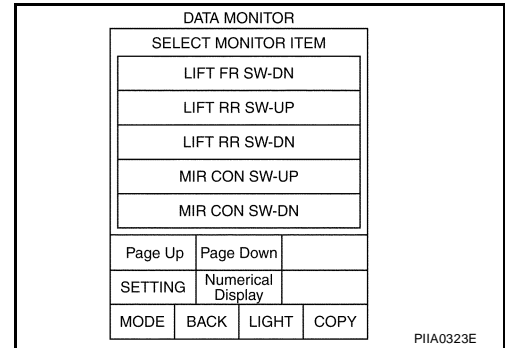 DATA MONITOR
SELECT MONITOR ITEM
LIFT FR SW-DN
LIFT RR SW-UP
LIFT RR SW-DN
MIR CON SW-UP
MIR CON SW-DN
Page Up Page Down
SETTING Numerical Display
MODE BACK LIGHT COPY
PIIA0323E